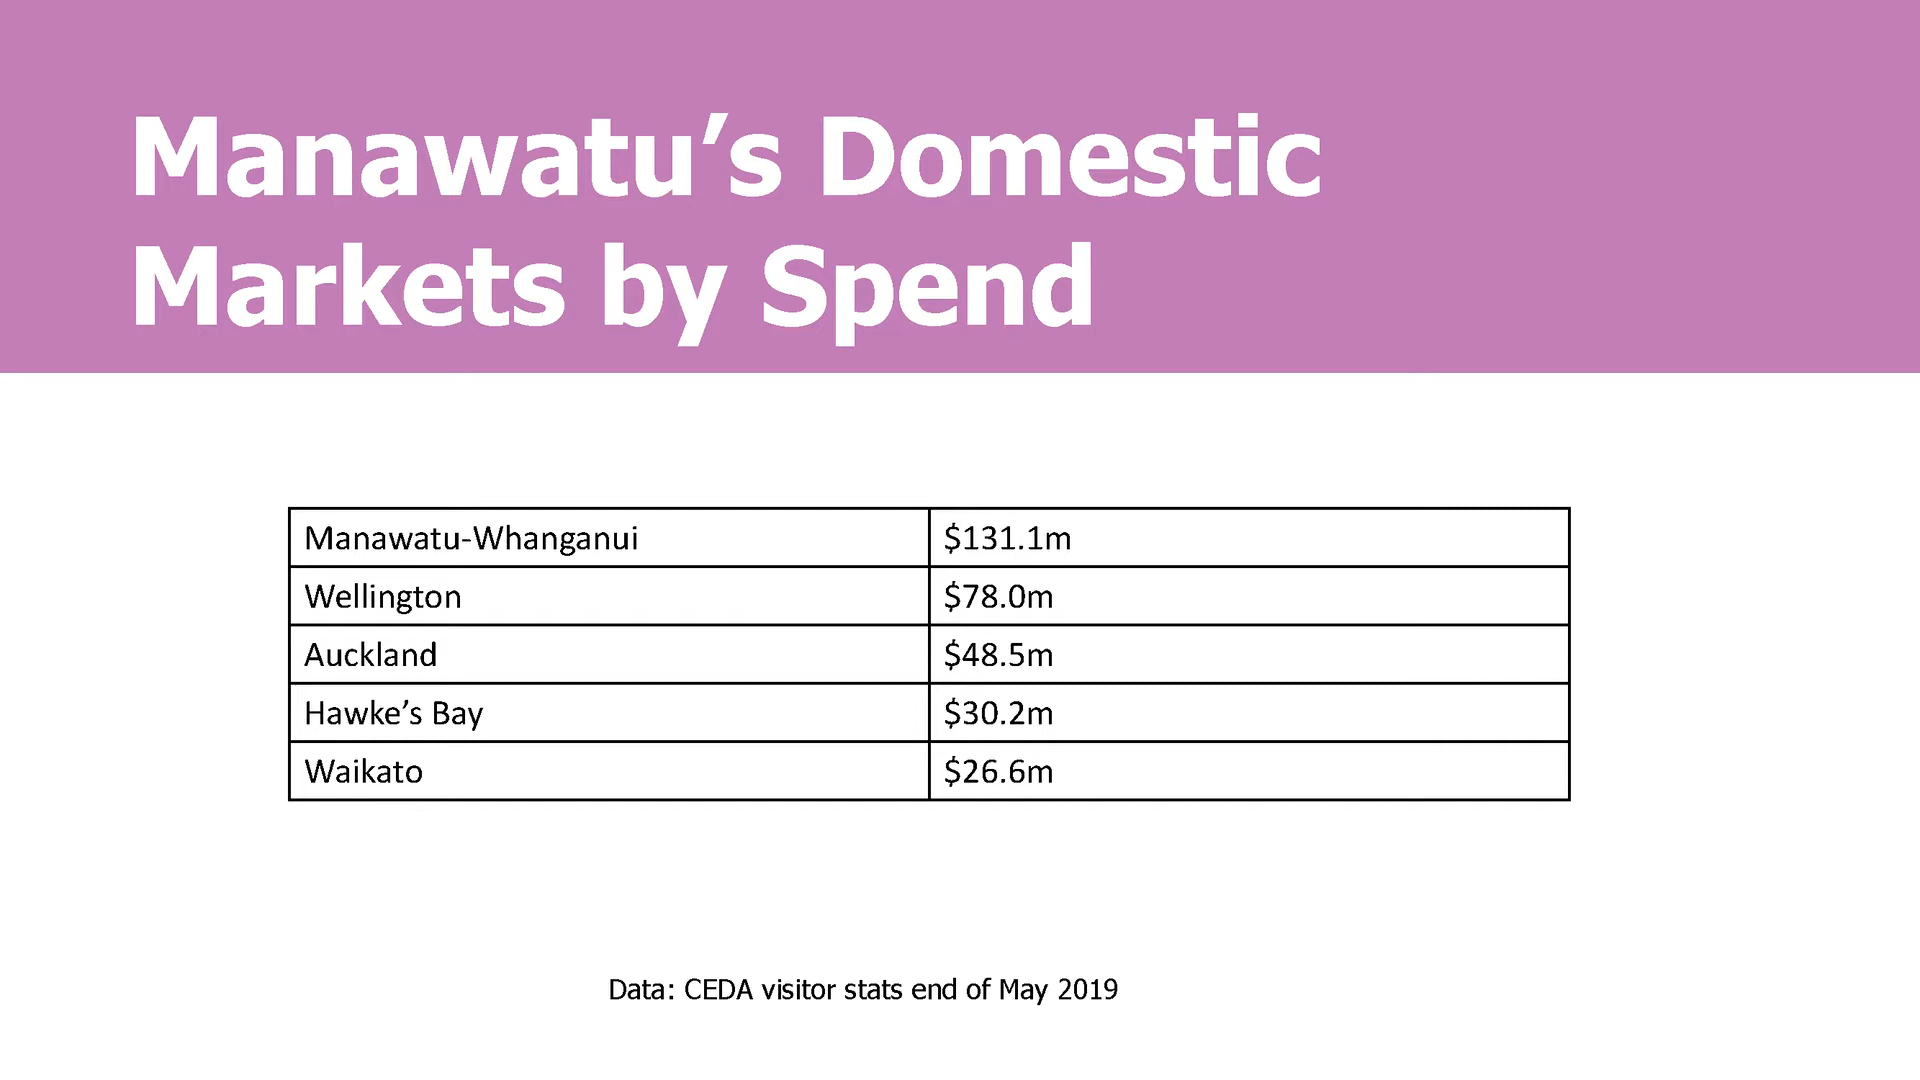 Manawatu’s Domestic
Markets by Spend
Manawatu-Whanganui $131.1m
Wellington $78.0m
Auckland $48.5m
Hawke’s Bay $30.2m
Waikato $26.6m
Data: CEDA visitor stats end of May 2019